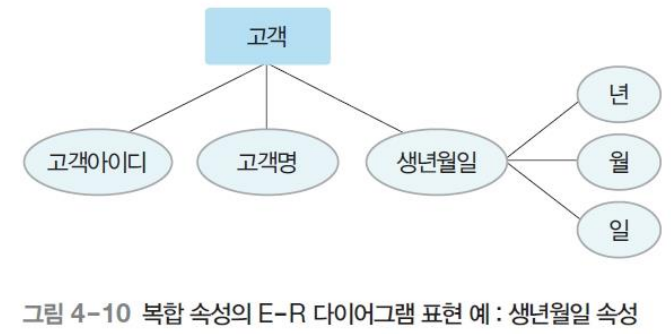 고객
고객아이디
고객명
생년월일
년
월
일
그림 4-10 복합 속성의 E-R 다이어그램 표현 예 : 생년월일 속성